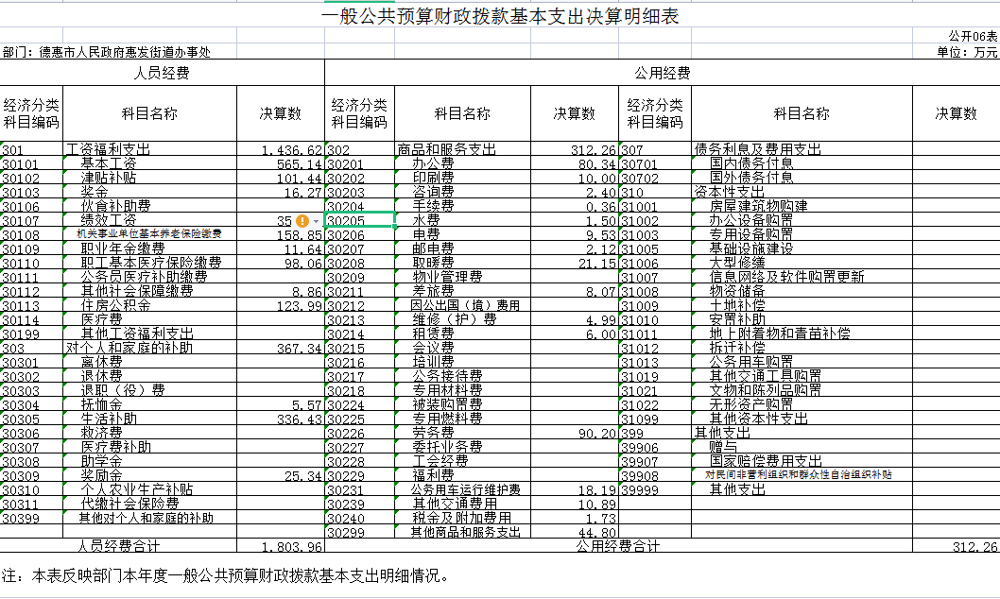 一般公共预算财政拨款基本支出决算明细表
公开06表
部门：德惠市人民政府惠发街道办事处 单位：万元
人员经费 公用经费
经济分类科目编码 科目名称 决算数 经济分类科目编码 科目名称 决算数 经济分类科目编码 科目名称 决算数
301 工资福利支出 1,436.62 302 商品和服务支出 312.26 307 债务利息及费用支出
30101 基本工资 565.14 30201 办公费 80.34 30701 国内债务付息
30102 津贴补贴 101.44 30202 印刷费 10.00 30702 国外债务付息
30103 奖金 16.27 30203 咨询费 2.40 310 资本性支出
30106 伙食补助费 30204 手续费 0.36 31001 房屋建筑物购建
30107 绩效工资 35 30205 水费 1.50 31002 办公设备购置
30108 机关事业单位基本养老保险缴费 158.85 30206 电费 9.53 31003 专用设备购置
30109 职业年金缴费 11.64 30207 邮电费 2.12 31005 基础设施建设
30110 职工基本医疗保险缴费 98.06 30208 取暖费 21.15 31006 大型修缮
30111 公务员医疗补助缴费 30209 物业管理费 31007 信息网络及软件购置更新
30112 其他社会保障缴费 8.86 30211 差旅费 8.07 31008 物资储备
30113 住房公积金 123.99 30212 因公出国（境）费用 31009 土地补偿
30114 医疗费 30213 维修（护）费 4.99 31010 安置补助
30199 其他工资福利支出 30214 租赁费 6.00 31011 地上附着物和青苗补偿
303 对个人和家庭的补助 367.34 30215 会议费 31012 拆迁补偿
30301 离休费 30216 培训费 31013 公务用车购置
30302 退休费 30217 公务接待费 31019 其他交通工具购置
30303 退职（役）费 30218 专用材料费 31021 文物和陈列品购置
30304 抚恤金 5.57 30224 被装购置费 31022 无形资产购置
30305 生活补助 336.43 30225 专用燃料费 31099 其他资本性支出
30306 救济费 30226 劳务费 90.20 399 其他支出
30307 医疗费补助 30227 委托业务费 39906 赠与
30308 助学金 30228 工会经费 39907 国家赔偿费用支出
30309 奖励金 25.34 30229 福利费 39908 对民间非营利组织和群众性自治组织补贴
30310 个人农业生产补贴 30231 公务用车运行维护费 18.19 39999 其他支出
30311 代缴社会保险费 30239 其他交通费用 10.89
30399 其他对个人和家庭的补助 30240 税金及附加费用 1.73
30299 其他商品和服务支出 44.80
人员经费合计 1,803.96 公用经费合计 312.26
注：本表反映部门本年度一般公共预算财政拨款基本支出明细情况。